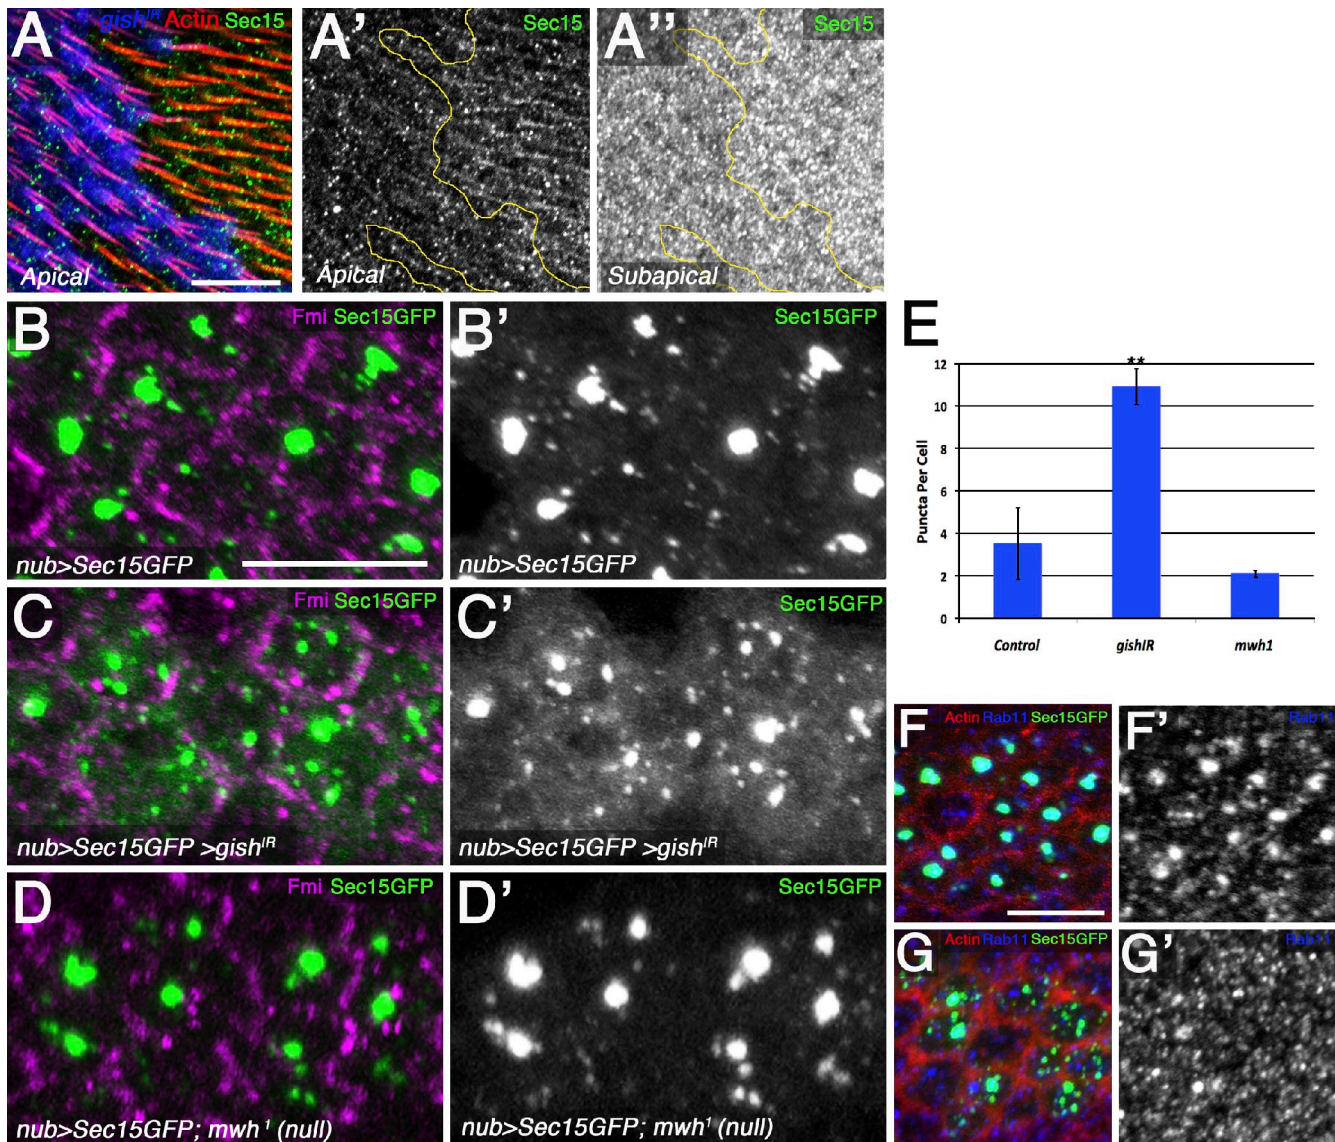 A gish^IR Actin Sec15
Apical
A' Sec15
Apical
A'' Sec15
Subapical
B Fmi Sec15GFP
nub>Sec15GFP
B' Sec15GFP
nub>Sec15GFP
C Fmi Sec15GFP
nub>Sec15GFP >gish^IR
C' Sec15GFP
nub>Sec15GFP >gish^IR
D Fmi Sec15GFP
nub>Sec15GFP; mwh^1 (null)
D' Sec15GFP
nub>Sec15GFP; mwh^1 (null)
E
**
Puncta Per Cell
12
10
8
6
4
2
0
Control gishIR mwh1
F Actin Rab11 Sec15GFP
F' Rab11
G Actin Rab11 Sec15GFP
G' Rab11